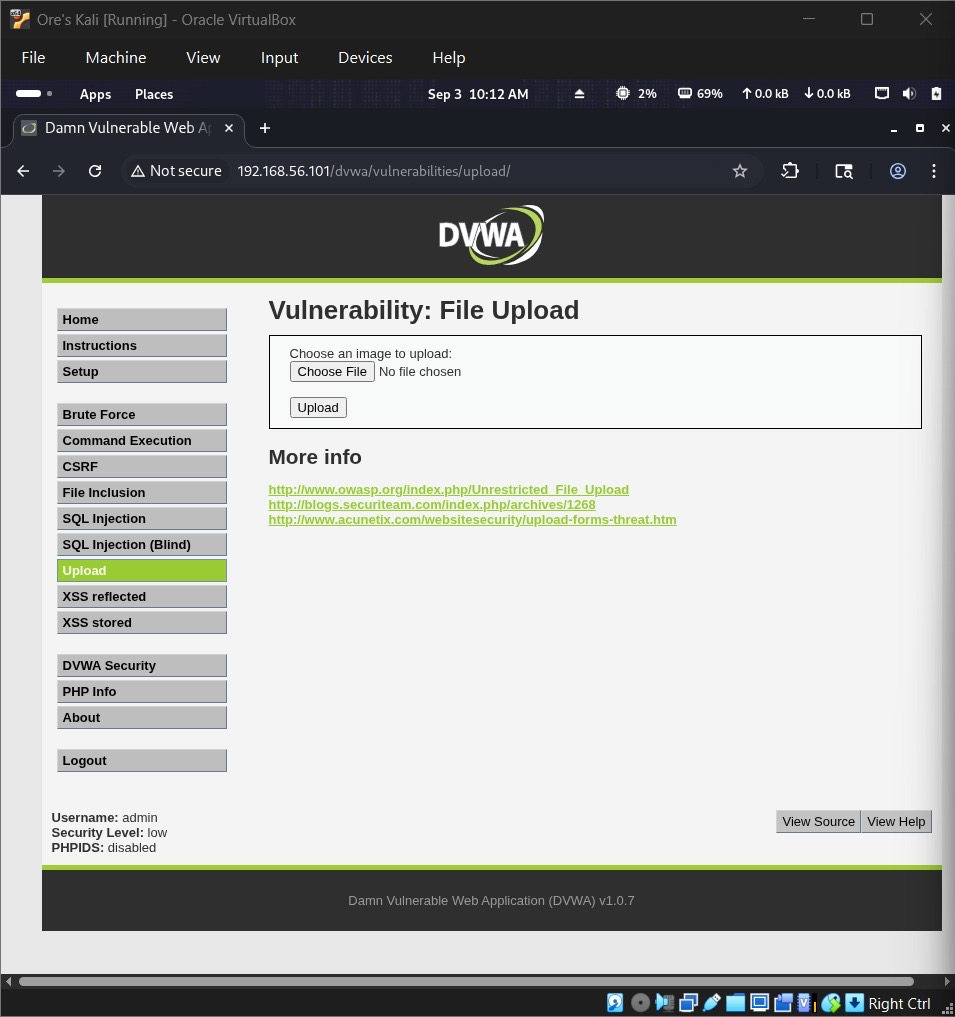 Ore's Kali [Running] - Oracle VirtualBox
File Machine View Input Devices Help
Apps Places Sep 3 10:12 AM 2% 69% 0.0 kB 0.0 kB
Damn Vulnerable Web Ap
Not secure 192.168.56.101/dvwa/vulnerabilities/upload/
DVWA
Vulnerability: File Upload
Choose an image to upload:
Choose File No file chosen
Upload
More info
http://www.owasp.org/index.php/Unrestricted_File_Upload
http://blogs.securiteam.com/index.php/archives/1268
http://www.acunetix.com/websitesecurity/upload-forms-threat.htm
Home
Instructions
Setup
Brute Force
Command Execution
CSRF
File Inclusion
SQL Injection
SQL Injection (Blind)
Upload
XSS reflected
XSS stored
DVWA Security
PHP Info
About
Logout
Username: admin
Security Level: low
PHPIDS: disabled
View Source View Help
Damn Vulnerable Web Application (DVWA) v1.0.7
Right Ctrl